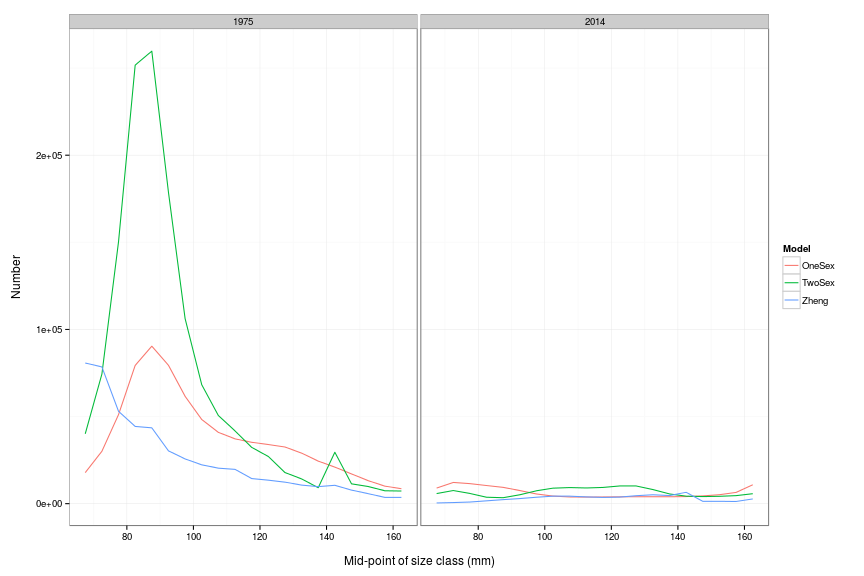 1975 2014
Number
2e+05
1e+05
0e+00
80 100 120 140 160 80 100 120 140 160
Mid-point of size class (mm)
Model
OneSex
TwoSex
Zheng